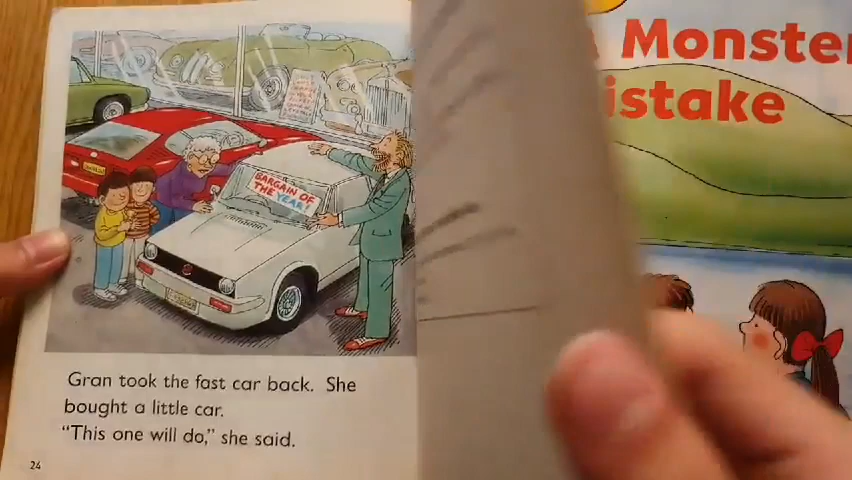 BARGAIN OF
THE YEAR!
Gran took the fast car back. She
bought a little car.
"This one will do," she said.
24
Monster
istake